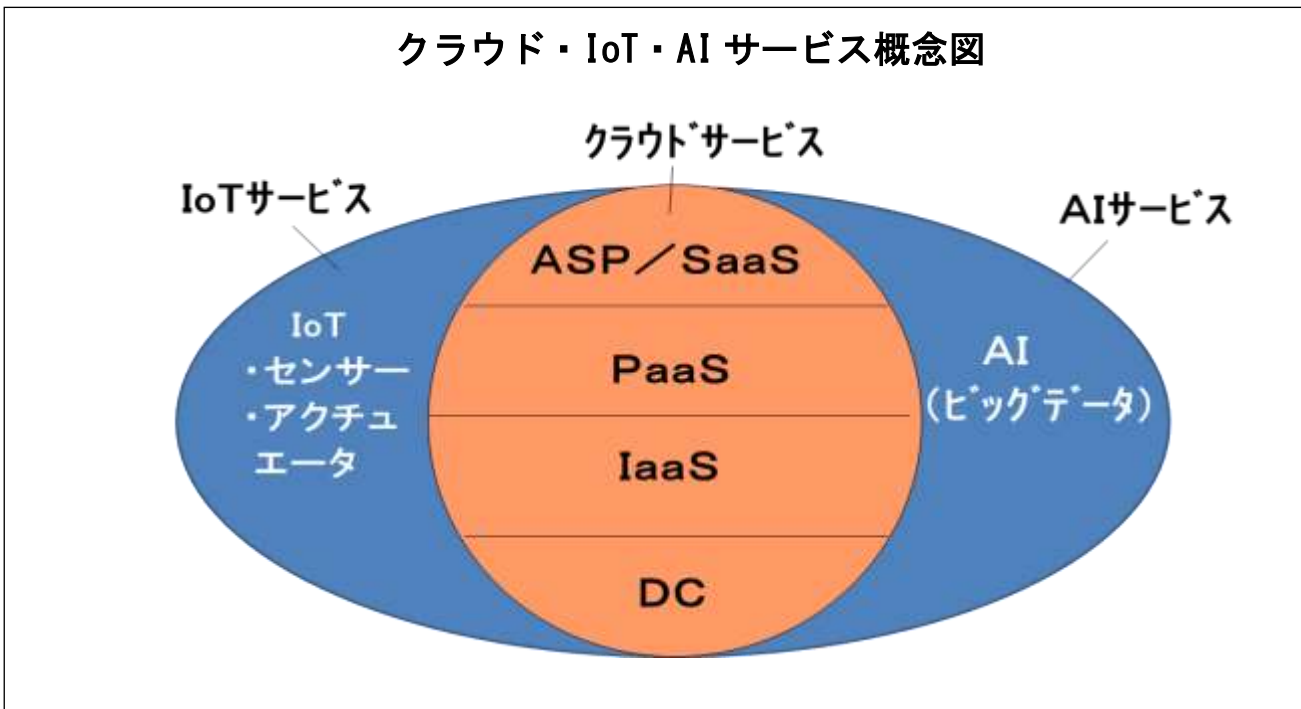 クラウド・IoT・AI サービス概念図
クラウドサービス
IoTサービス
AIサービス
ASP／SaaS
IoT
・センサー
・アクチュ
エータ
PaaS
AI
（ビッグデータ）
IaaS
DC